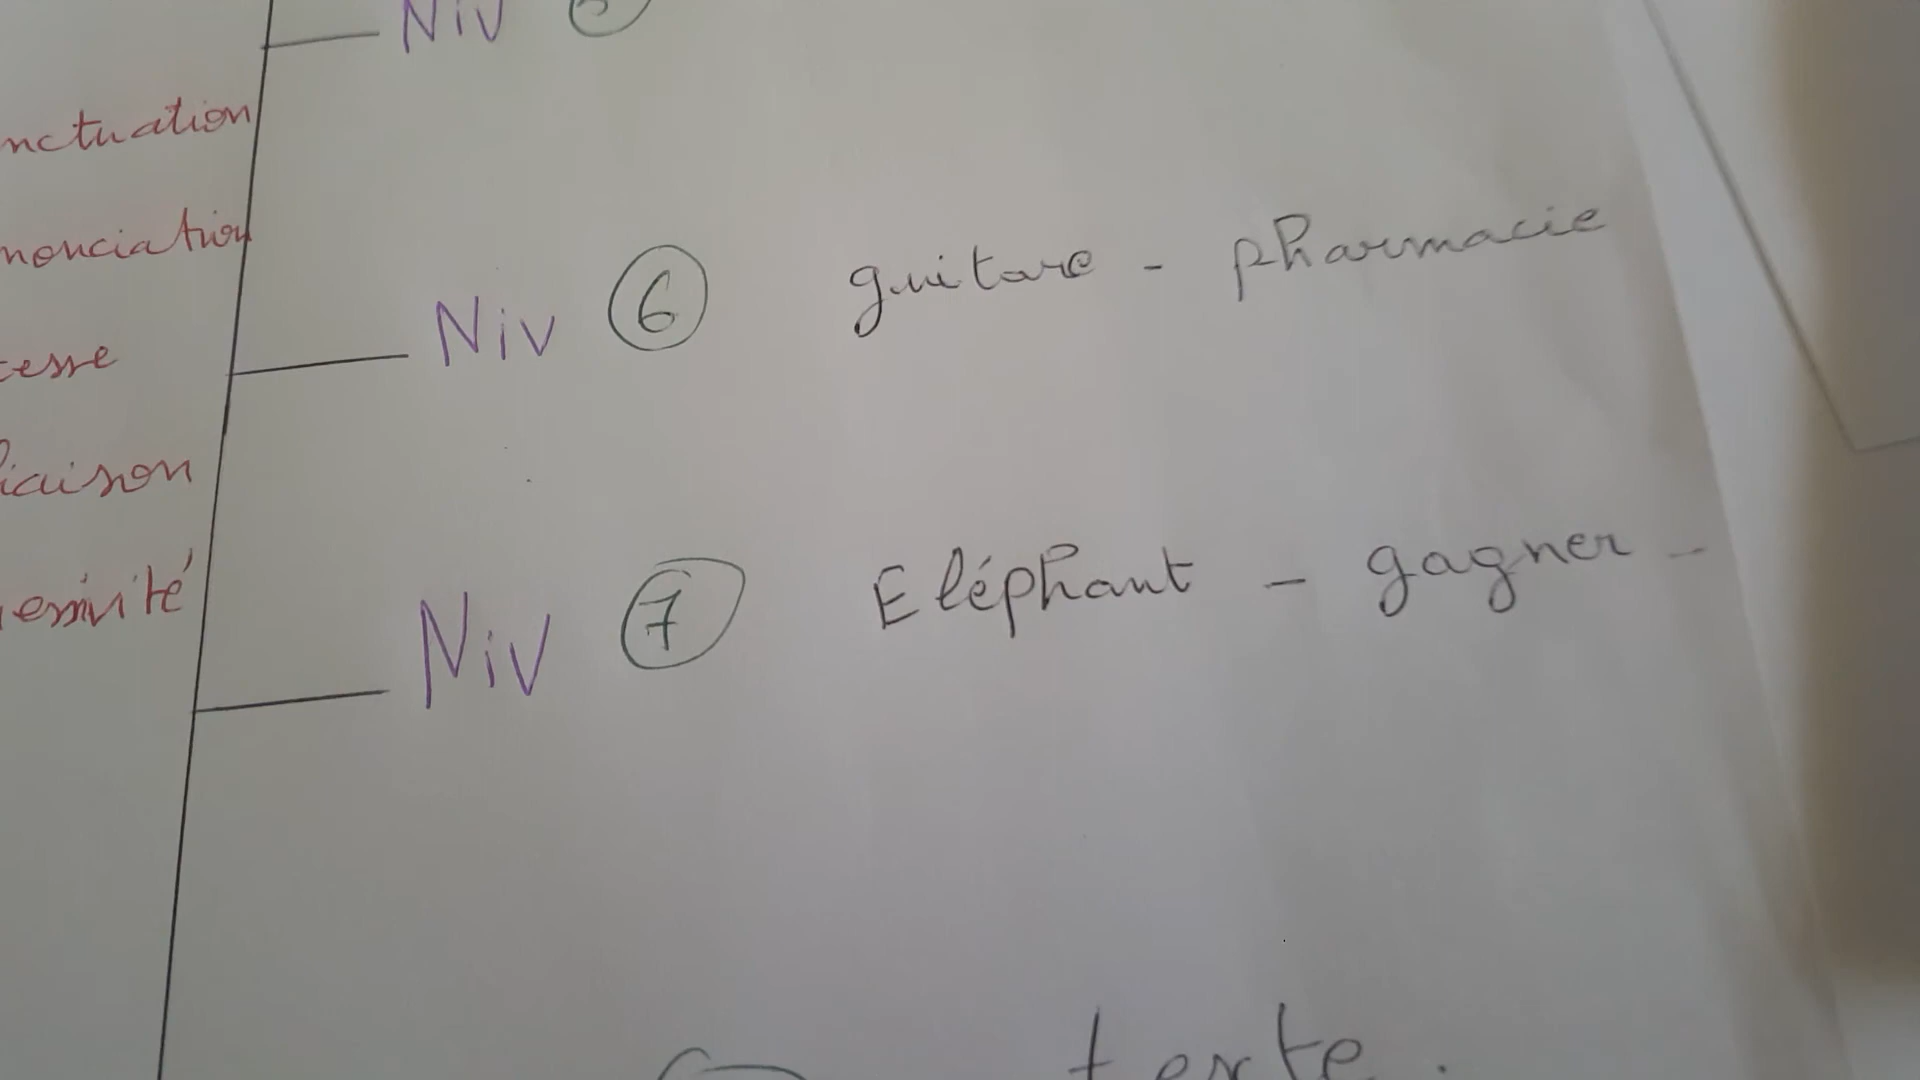 Niv
nctuation
nonciation
Niv 6 guitare - pharmacie
esse
liaison
essivité
Niv 7 Eléphant - gagner -
texte.